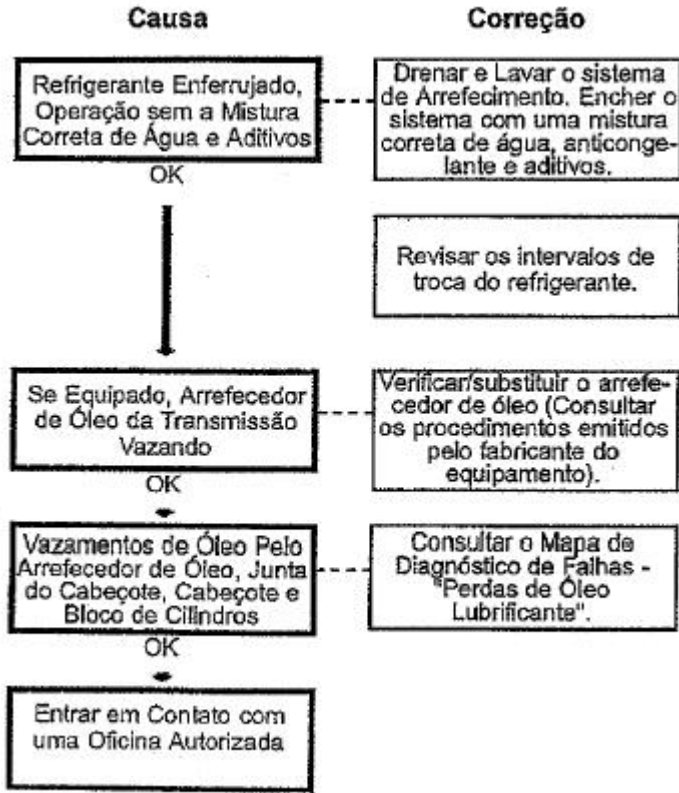 Causa
Correção
Refrigerante Enferrujado,
Operação sem a Mistura
Correta de Água e Aditivos
OK
Drenar e Lavar o sistema
de Arrefecimento. Encher o
sistema com uma mistura
correta de água, anticonge-
lante e aditivos.
Revisar os intervalos de
troca do refrigerante.
Se Equipado, Arrefecedor
de Óleo da Transmissão
Vazando
OK
Verificar/substituir o arrefe-
cedor de óleo (Consultar
os procedimentos emitidos
pelo fabricante do
equipamento).
Vazamentos de Óleo Pelo
Arrefecedor de Óleo, Junta
do Cabeçote, Cabeçote e
Bloco de Cilindros
OK
Consultar o Mapa de
Diagnóstico de Falhas -
"Perdas de Óleo
Lubrificante".
Entrar em Contato com
uma Oficina Autorizada